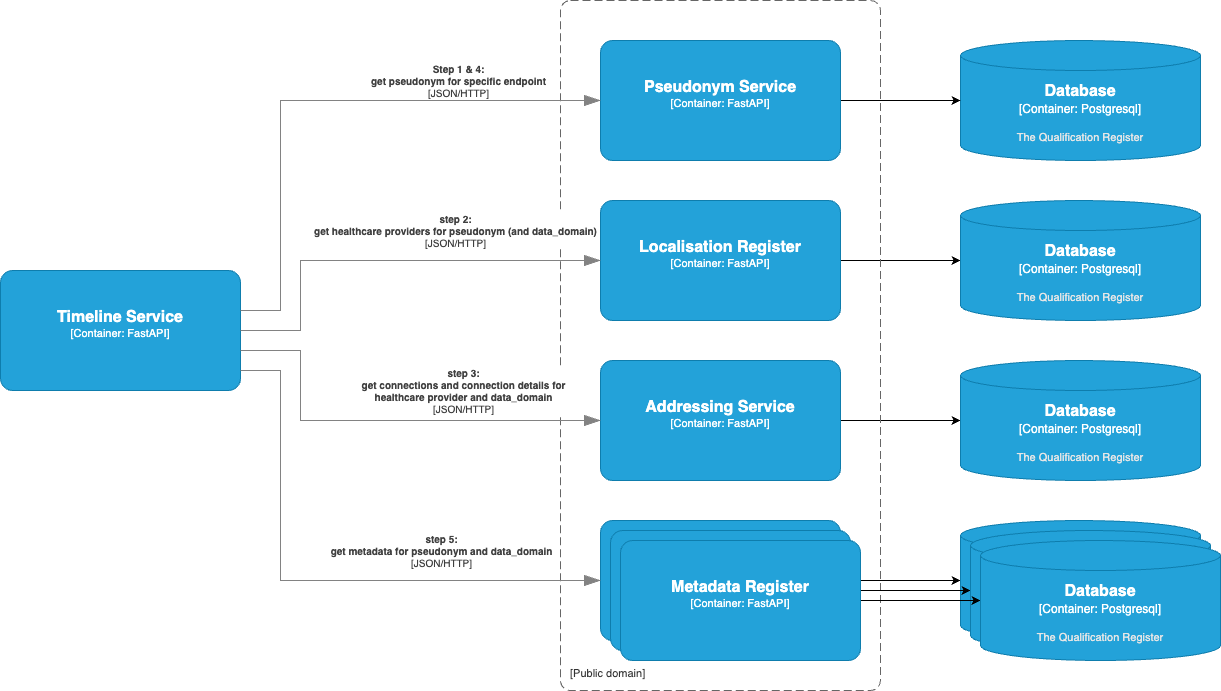 Step 1 & 4:
get pseudonym for specific endpoint
[JSON/HTTP]
Pseudonym Service
[Container: FastAPI]
Database
[Container: Postgresql]
The Qualification Register
step 2:
get healthcare providers for pseudonym (and data_domain)
[JSON/HTTP]
Localisation Register
[Container: FastAPI]
Database
[Container: Postgresql]
The Qualification Register
Timeline Service
[Container: FastAPI]
step 3:
get connections and connection details for
healthcare provider and data_domain
[JSON/HTTP]
Addressing Service
[Container: FastAPI]
Database
[Container: Postgresql]
The Qualification Register
step 5:
get metadata for pseudonym and data_domain
[JSON/HTTP]
Metadata Register
[Container: FastAPI]
Database
[Container: Postgresql]
The Qualification Register
[Public domain]